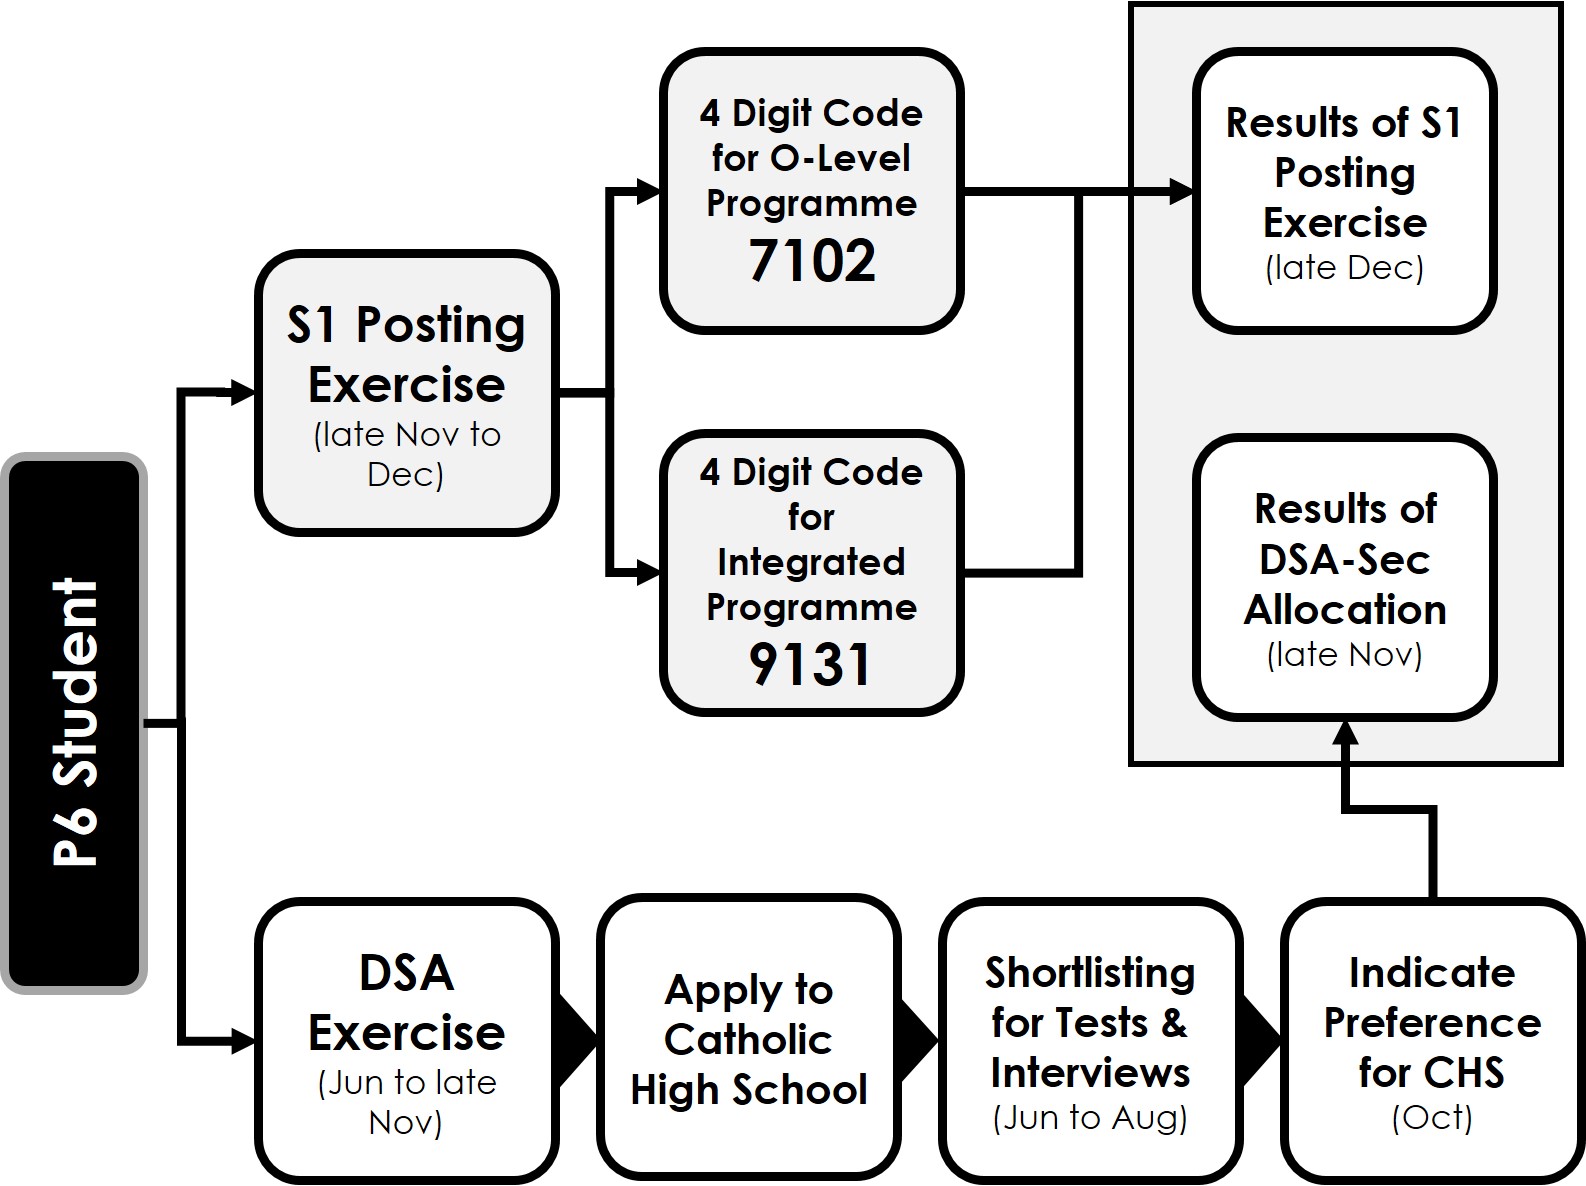 P6 Student
S1 Posting
Exercise
(late Nov to
Dec)
4 Digit Code
for O-Level
Programme
7102
4 Digit Code
for
Integrated
Programme
9131
Results of S1
Posting
Exercise
(late Dec)
Results of
DSA-Sec
Allocation
(late Nov)
DSA
Exercise
(Jun to late
Nov)
Apply to
Catholic
High School
Shortlisting
for Tests &
Interviews
(Jun to Aug)
Indicate
Preference
for CHS
(Oct)